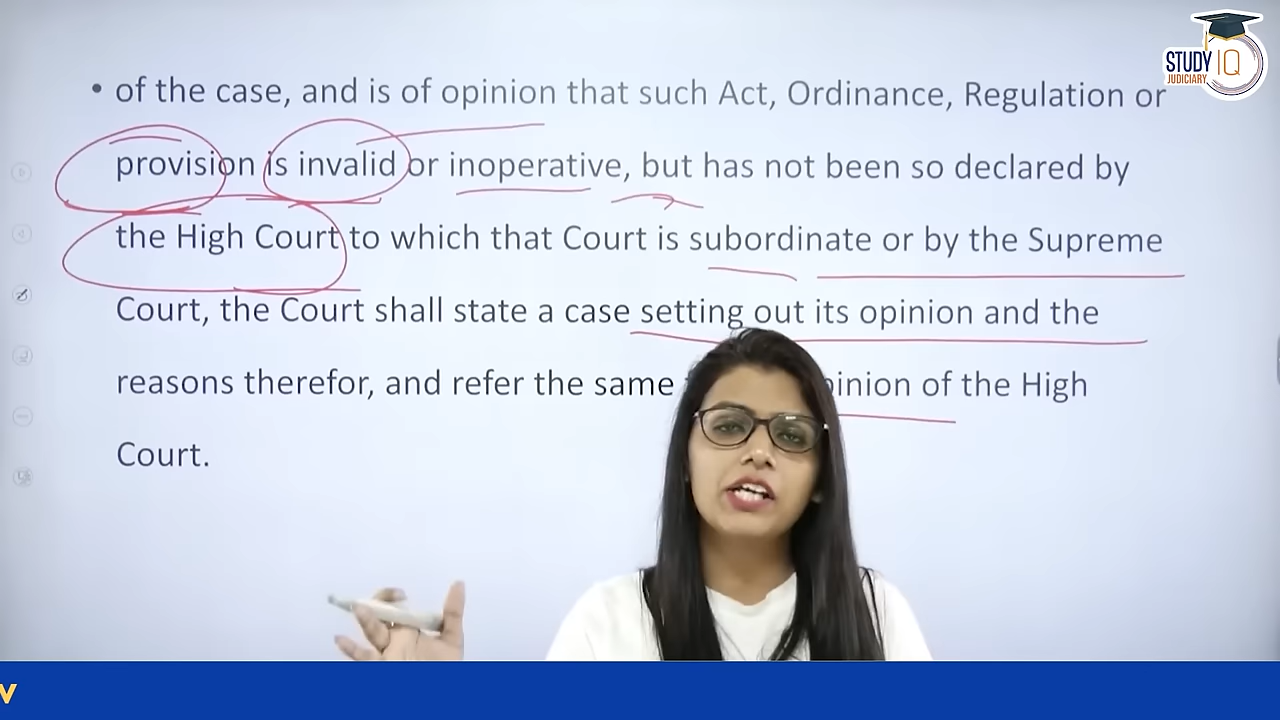 • of the case, and is of opinion that such Act, Ordinance, Regulation or
provision is invalid or inoperative, but has not been so declared by
the High Court to which that Court is subordinate or by the Supreme
Court, the Court shall state a case setting out its opinion and the
reasons therefor, and refer the same opinion of the High
Court.
STUDY IQ
JUDICIARY
v